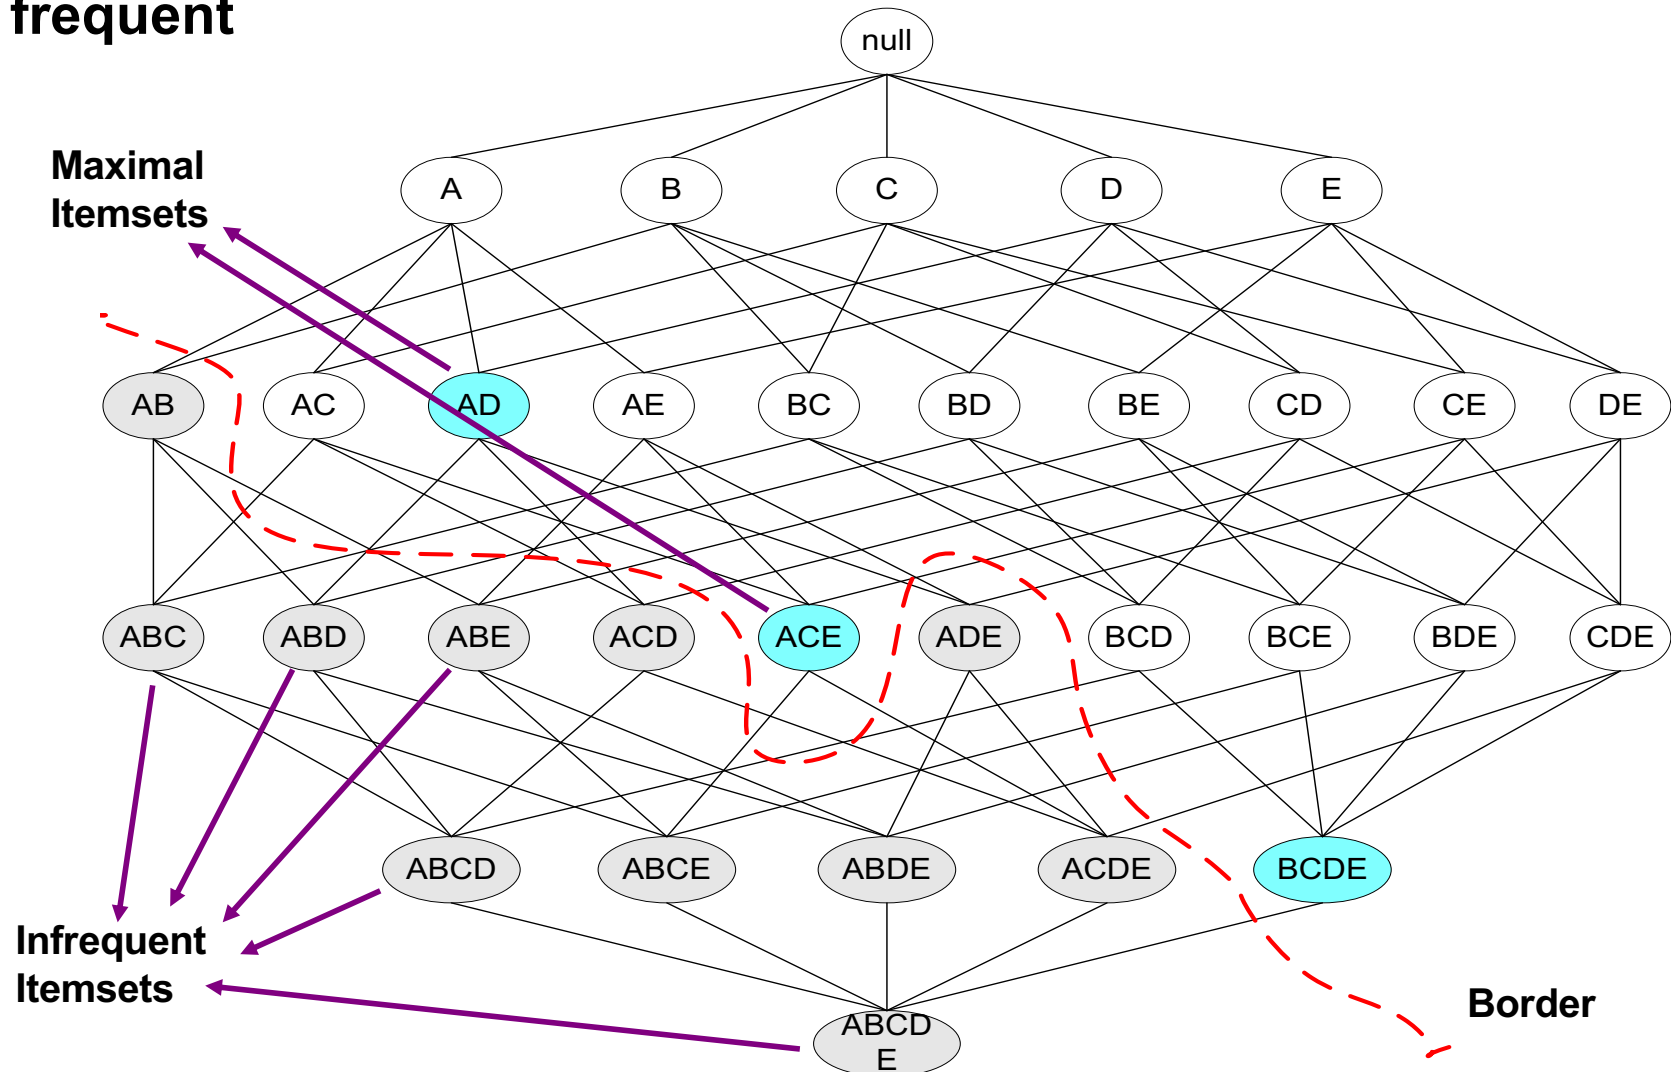 frequent
null
Maximal
Itemsets
A B C D E
AB AC AD AE BC BD BE CD CE DE
ABC ABD ABE ACD ACE ADE BCD BCE BDE CDE
ABCD ABCE ABDE ACDE BCDE
Infrequent
Itemsets
Border
ABCD
E